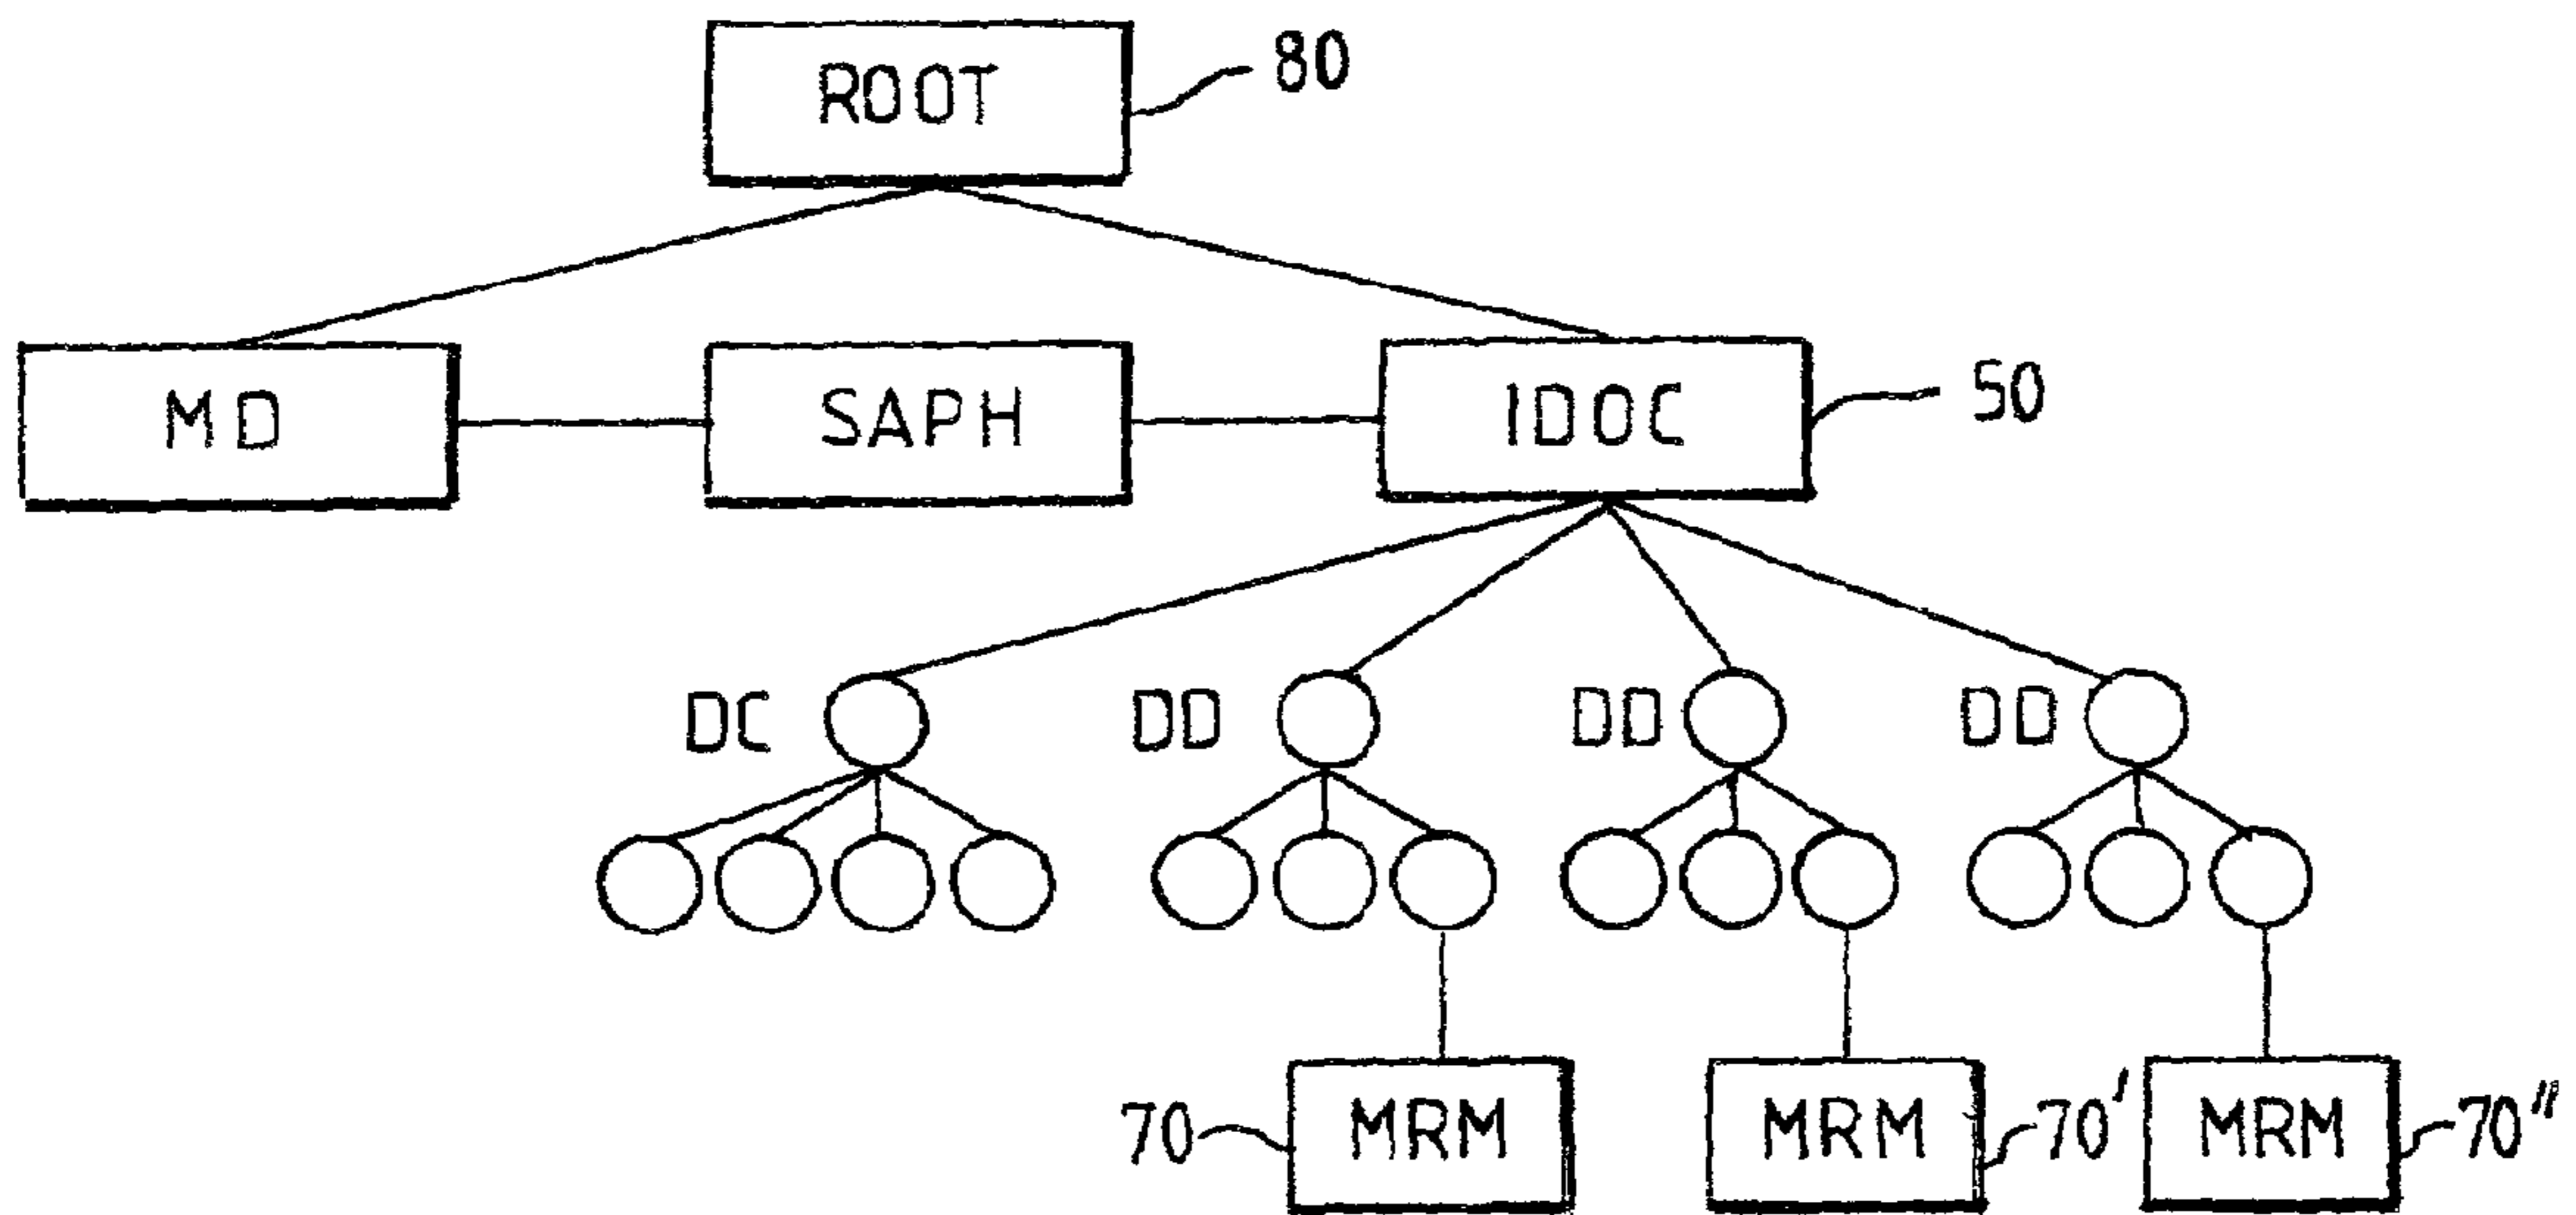 ROOT 80
MD SAPH IDOC 50
DC DD DD DD
70 MRM MRM 70' MRM 70"